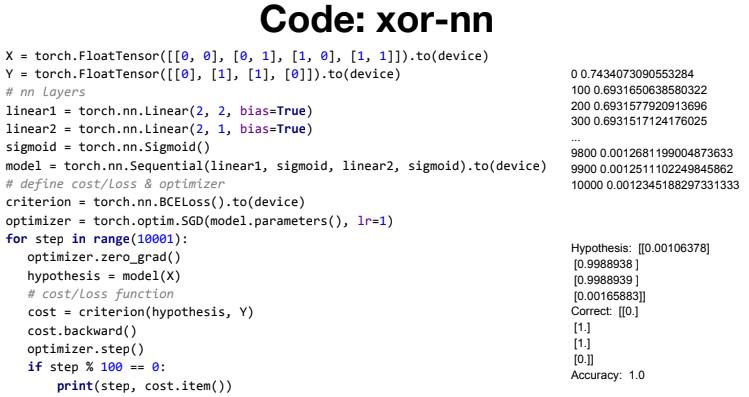 Code: xor-nn
X = torch.FloatTensor([[0, 0], [0, 1], [1, 0], [1, 1]]).to(device)
Y = torch.FloatTensor([[0], [1], [1], [0]]).to(device)
# nn layers
linear1 = torch.nn.Linear(2, 2, bias=True)
linear2 = torch.nn.Linear(2, 1, bias=True)
sigmoid = torch.nn.Sigmoid()
model = torch.nn.Sequential(linear1, sigmoid, linear2, sigmoid).to(device)
# define cost/loss & optimizer
criterion = torch.nn.BCELoss().to(device)
optimizer = torch.optim.SGD(model.parameters(), lr=1)
for step in range(10001):
    optimizer.zero_grad()
    hypothesis = model(X)
    # cost/loss function
    cost = criterion(hypothesis, Y)
    cost.backward()
    optimizer.step()
    if step % 100 == 0:
        print(step, cost.item())
0 0.7434073090553284
100 0.6931650638580322
200 0.6931577920913696
300 0.6931517124176025
...
9800 0.0012681199004873633
9900 0.0012511102249845862
10000 0.0012345188297331333
Hypothesis:  [[0.00106378]
 [0.9988938 ]
 [0.9988939 ]
 [0.00165883]]
Correct:  [[0.]
 [1.]
 [1.]
 [0.]]
Accuracy:  1.0